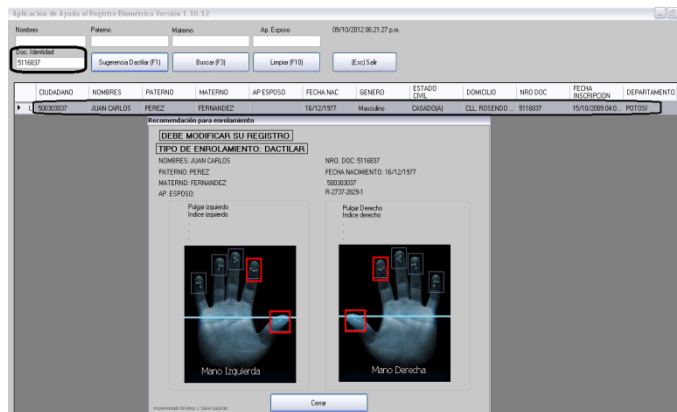 Aplicación de Ayuda al Registro Biométrico Versión 1.10.12
Nombres Paterno Materno Ap. Esposo 09/10/2012 06:21:27 p.m.
Doc. Identidad
5116837 Sugerencia Dactilar (F1) Buscar (F3) Limpiar (F10) (Esc) Salir
CIUDADANO NOMBRES PATERNO MATERNO AP ESPOSO FECHA NAC GENERO ESTADO CIVIL DOMICILIO NRO DOC FECHA INSCRIPCION DEPARTAMENTO
500303037 JUAN CARLOS PEREZ FERNANDEZ 16/12/1977 Masculino CASADO(A) CLL. ROSENDO ... 5116837 15/10/2009 04:0... POTOSÍ
Recomendación para enrolamiento
DEBE MODIFICAR SU REGISTRO
TIPO DE ENROLAMIENTO: DACTILAR
NOMBRES: JUAN CARLOS NRO. DOC: 5116837
PATERNO: PEREZ FECHA NACIMIENTO: 16/12/1977
MATERNO: FERNANDEZ 500303037
AP. ESPOSO: R-2737-2829-1
Pulgar izquierdo Pulgar Derecho
Indice izquierdo Indice derecho
Mano Izquierda Mano Derecha
Cerrar